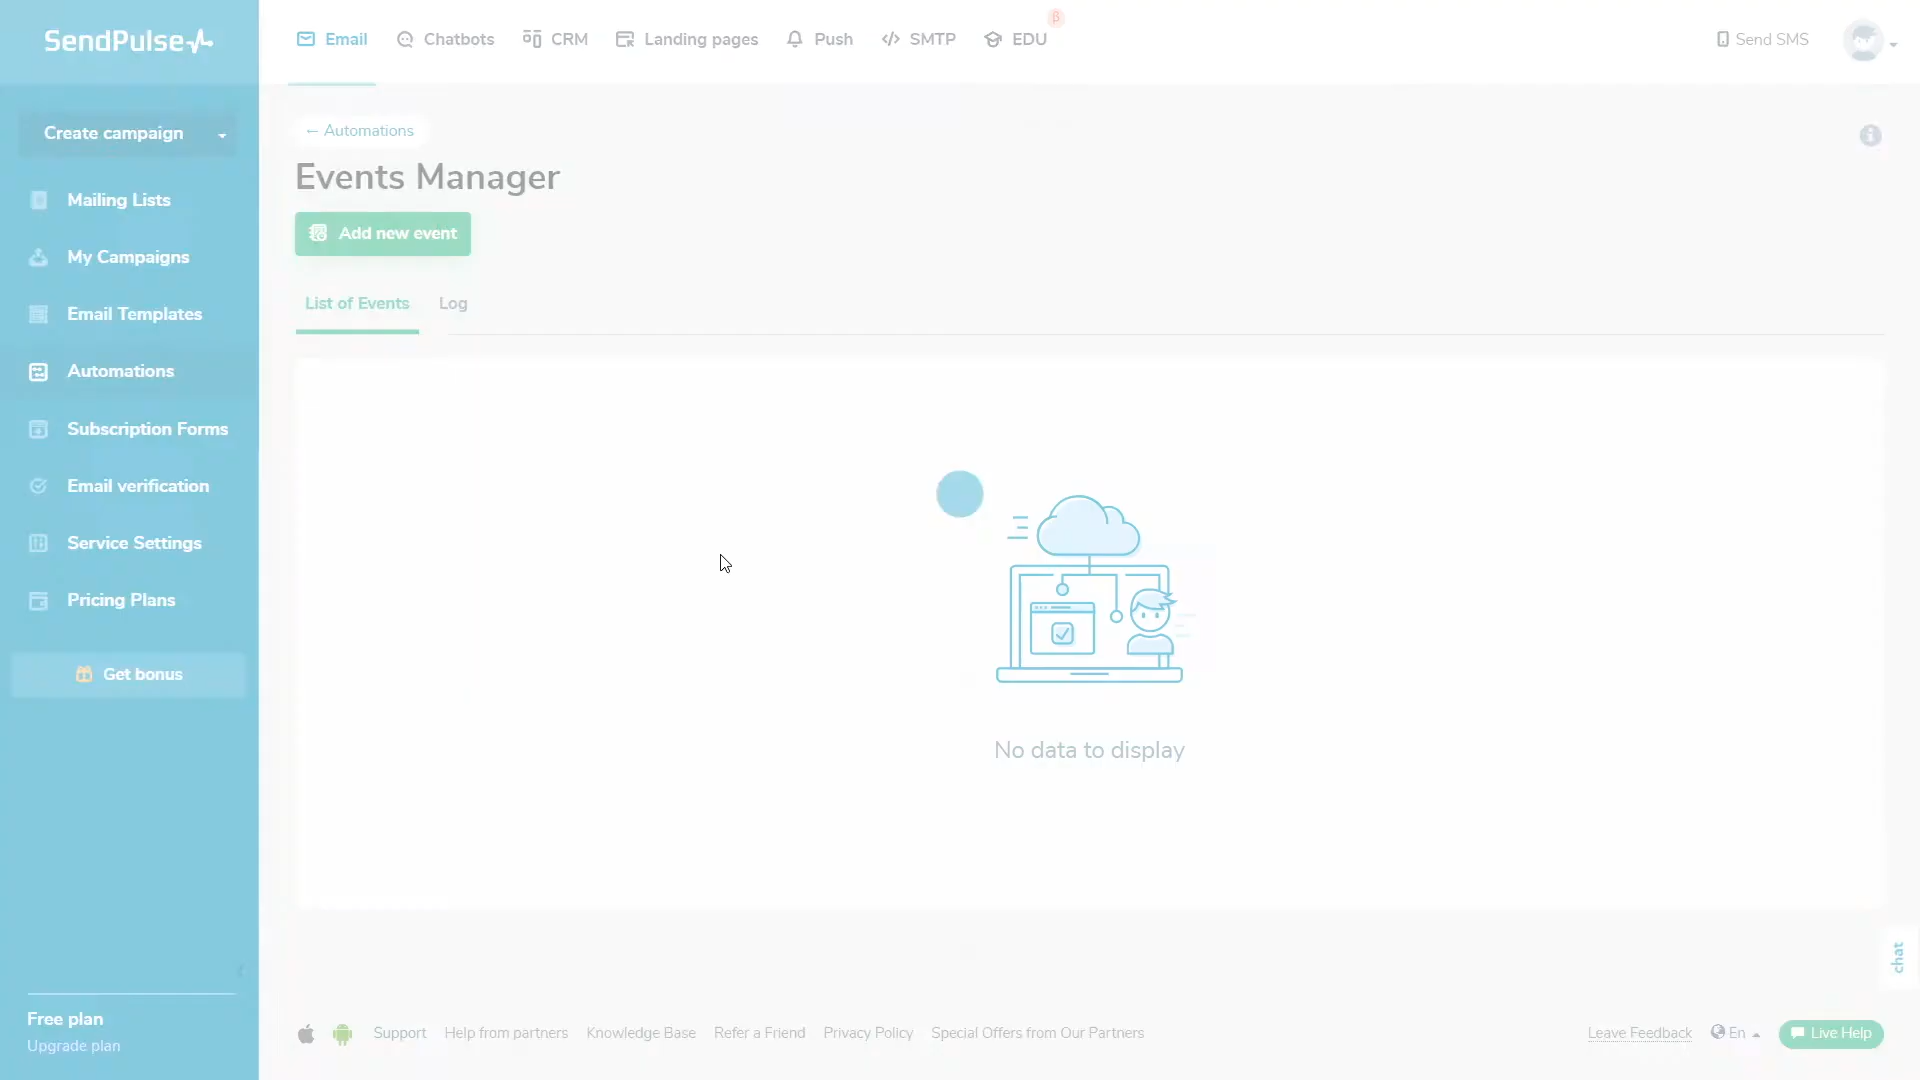 SendPulse
Email
Chatbots
CRM
Landing pages
Push
SMTP
EDU
β
Send SMS
Create campaign
Mailing Lists
My Campaigns
Email Templates
Automations
Subscription Forms
Email verification
Service Settings
Pricing Plans
Get bonus
Free plan
Upgrade plan
← Automations
Events Manager
Add new event
List of Events
Log
No data to display
chat
Support
Help from partners
Knowledge Base
Refer a Friend
Privacy Policy
Special Offers from Our Partners
Leave Feedback
En
Live Help